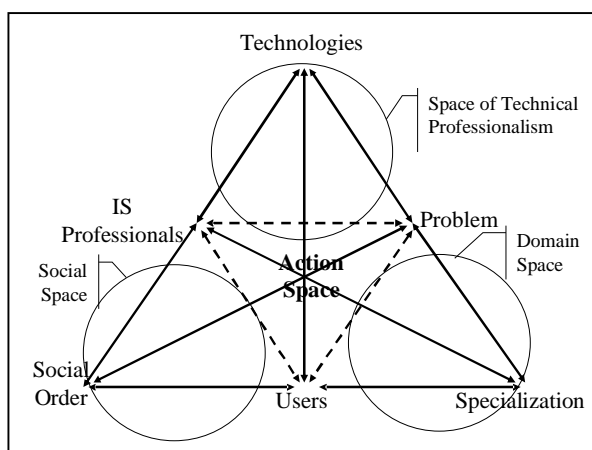 Technologies
Space of Technical
Professionalism
IS
Professionals
Problem
Domain
Space
Social
Space
Action
Space
Social
Order
Users
Specialization